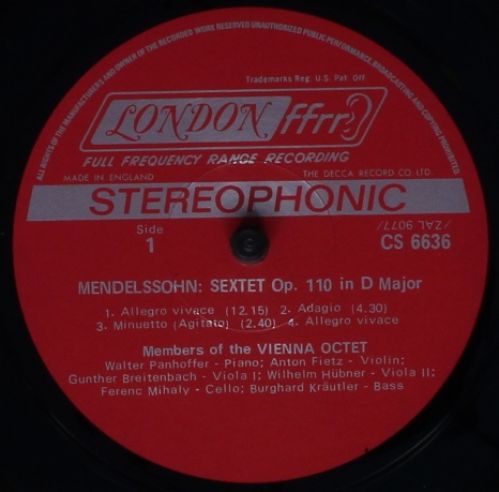 ALL RIGHTS OF THE MANUFACTURERS AND OWNER OF THE RECORDED WORK RESERVED UNAUTHORIZED PUBLIC PERFORMANCE, BROADCASTING AND COPYING PROHIBITED.
Trademarks Reg U.S. Pat Off
LONDON ffrr
FULL FREQUENCY RANGE RECORDING
MADE IN ENGLAND THE DECCA RECORD CO LTD.
STEREOPHONIC
Side
1
/ZAL 9077/
CS 6636
MENDELSSOHN: SEXTET Op. 110 in D Major
1. Allegro vivace (12.15) 2. Adagio (4.30)
3. Minuetto (Agitato) (2.40) 4. Allegro vivace
Members of the VIENNA OCTET
Walter Panhoffer - Piano; Anton Fietz - Violin;
Gunther Breitenbach - Viola I; Wilhelm Hübner - Viola II;
Ferenc Mihaly - Cello; Burghard Kräutler - Bass